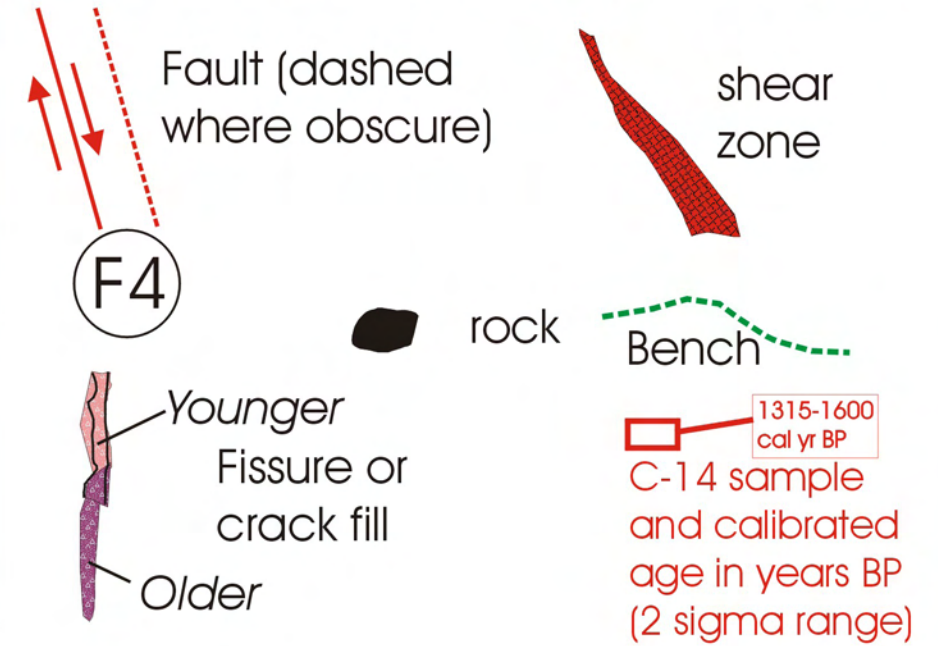 Fault (dashed
where obscure)
shear
zone
F4
rock
Bench
Younger
Fissure or
crack fill
Older
1315-1600
cal yr BP
C-14 sample
and calibrated
age in years BP
(2 sigma range)